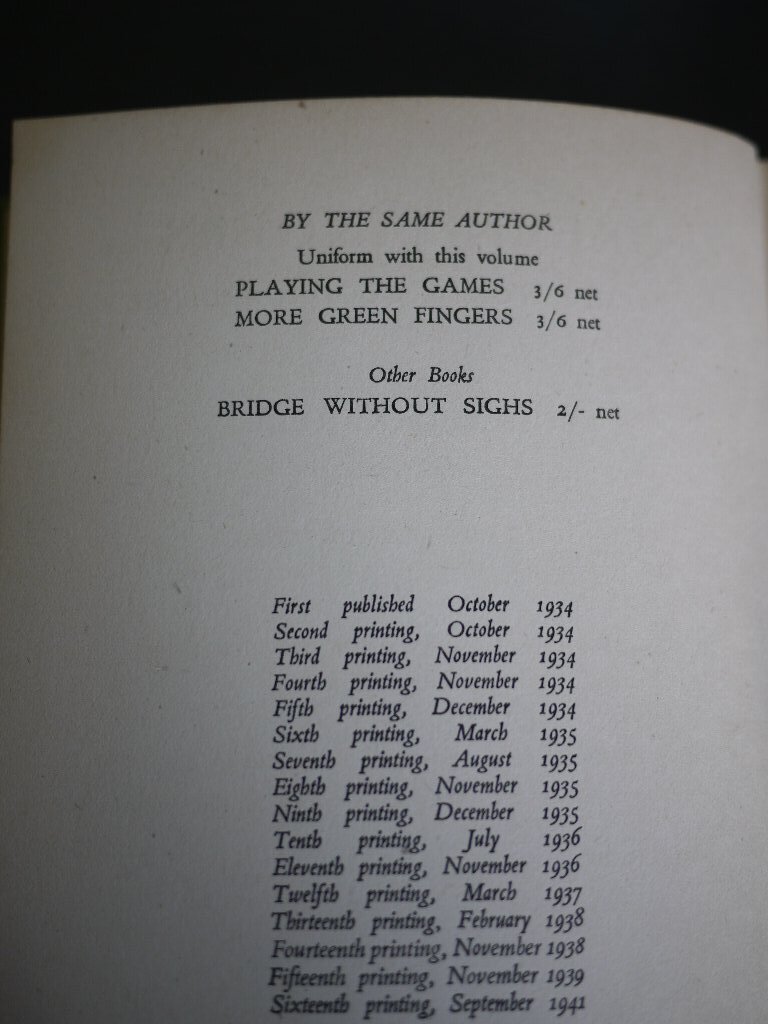 BY THE SAME AUTHOR
Uniform with this volume
PLAYING THE GAMES 3/6 net
MORE GREEN FINGERS 3/6 net
Other Books
BRIDGE WITHOUT SIGHS 2/- net
First published October 1934
Second printing, October 1934
Third printing, November 1934
Fourth printing, November 1934
Fifth printing, December 1934
Sixth printing, March 1935
Seventh printing, August 1935
Eighth printing, November 1935
Ninth printing, December 1935
Tenth printing, July 1936
Eleventh printing, November 1936
Twelfth printing, March 1937
Thirteenth printing, February 1938
Fourteenth printing, November 1938
Fifteenth printing, November 1939
Sixteenth printing, September 1941